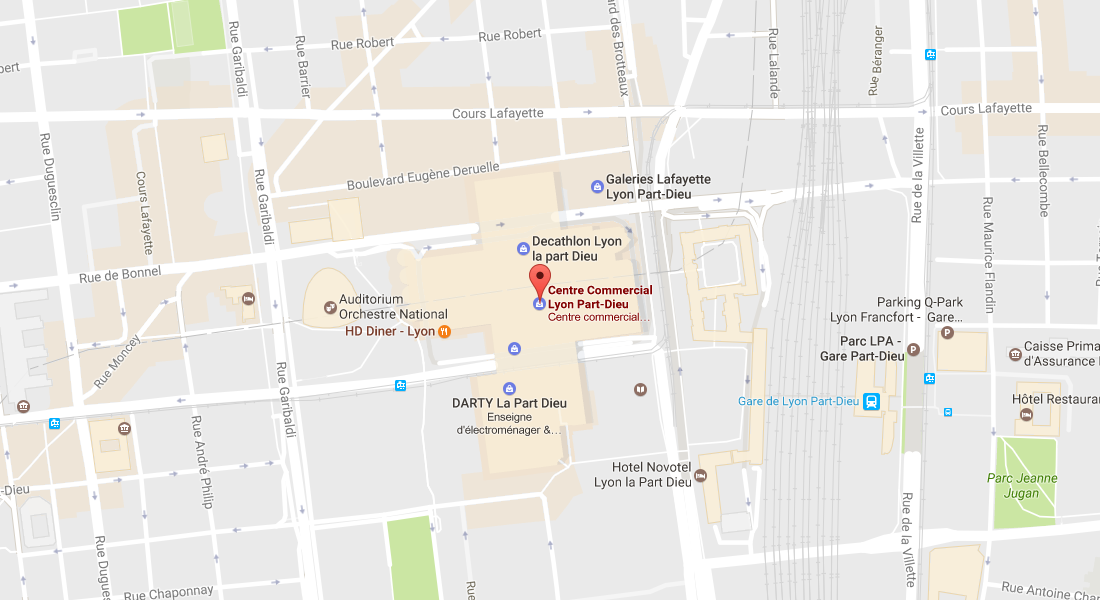 Rue Robert
Rue Robert
bert
Rue Garibaldi
Rue Barrier
ard des Brotteaux
Rue Lalande
Rue Béranger
Cours Lafayette
Cours Lafayette
Rue Duguesclin
Cours Lafayette
Rue Garibaldi
Boulevard Eugène Deruelle
Galeries Lafayette
Lyon Part-Dieu
Rue de la Villette
Rue Bellecombe
Rue Maurice Flandin
Decathlon Lyon
la part Dieu
Rue de Bonnel
Centre Commercial
Lyon Part-Dieu
Centre commercial...
Auditorium
Orchestre National
HD Diner - Lyon
Parking Q-Park
Lyon Francfort - Gare...
Parc LPA -
Gare Part-Dieu
Caisse Prima
d'Assurance
Rue Moncey
Rue Garibaldi
DARTY La Part Dieu
Enseigne
d'électroménager &...
Gare de Lyon Part-Dieu
Hôtel Restaurar
Rue André Philip
-Dieu
Hotel Novotel
Lyon la Part Dieu
Parc Jeanne
Jugan
Rue de la Villette
Rue Dugues
Rue Chaponnay
Rue
Rue Antoine Char